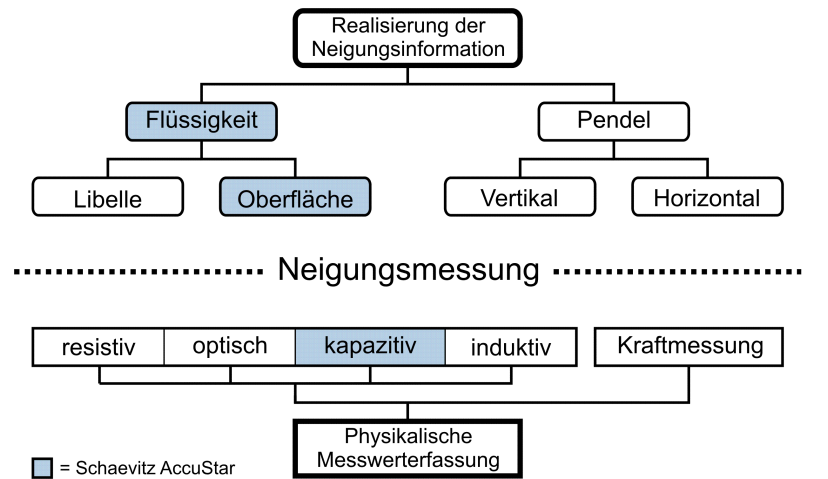 Realisierung der
Neigungsinformation
Flüssigkeit
Pendel
Libelle
Oberfläche
Vertikal
Horizontal
Neigungsmessung
resistiv
optisch
kapazitiv
induktiv
Kraftmessung
Physikalische
Messwerterfassung
= Schaevitz AccuStar